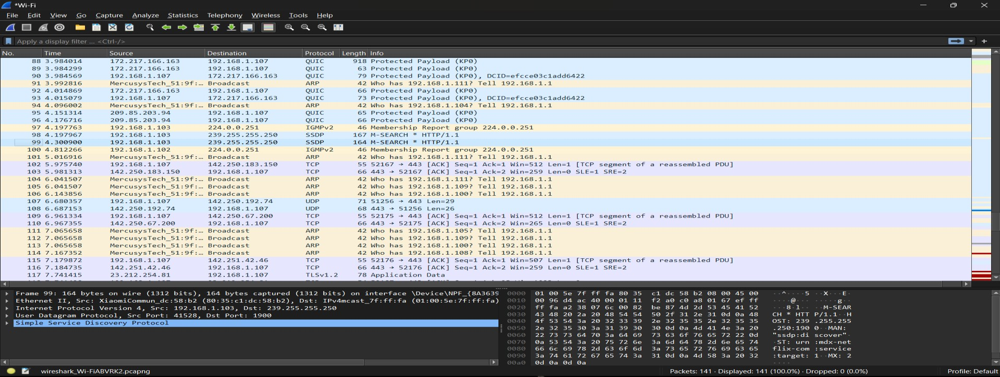 *Wi-Fi
File Edit View Go Capture Analyze Statistics Telephony Wireless Tools Help
Apply a display filter ... <Ctrl-/>
No. Time Source Destination Protocol Length Info
88 3.984014 172.217.166.163 192.168.1.107 QUIC 918 Protected Payload (KP0)
89 3.984299 172.217.166.163 192.168.1.107 QUIC 63 Protected Payload (KP0)
90 3.984569 192.168.1.107 172.217.166.163 QUIC 79 Protected Payload (KP0), DCID=efcce03c1add6422
91 3.992816 MercusysTech_51:9f:… Broadcast ARP 42 Who has 192.168.1.111? Tell 192.168.1.1
92 4.014869 172.217.166.163 192.168.1.107 QUIC 66 Protected Payload (KP0)
93 4.015079 192.168.1.107 172.217.166.163 QUIC 73 Protected Payload (KP0), DCID=efcce03c1add6422
94 4.096002 MercusysTech_51:9f:… Broadcast ARP 42 Who has 192.168.1.104? Tell 192.168.1.1
95 4.151314 209.85.203.94 192.168.1.107 QUIC 65 Protected Payload (KP0)
96 4.176716 209.85.203.94 192.168.1.107 QUIC 66 Protected Payload (KP0)
97 4.197763 192.168.1.103 224.0.0.251 IGMPv2 46 Membership Report group 224.0.0.251
98 4.197967 192.168.1.103 239.255.255.250 SSDP 167 M-SEARCH * HTTP/1.1
99 4.300900 192.168.1.103 239.255.255.250 SSDP 164 M-SEARCH * HTTP/1.1
100 4.812266 192.168.1.102 224.0.0.251 IGMPv2 46 Membership Report group 224.0.0.251
101 5.016916 MercusysTech_51:9f:… Broadcast ARP 42 Who has 192.168.1.111? Tell 192.168.1.1
102 5.975740 192.168.1.107 142.250.183.150 TCP 55 52167 → 443 [ACK] Seq=1 Ack=1 Win=512 Len=1 [TCP segment of a reassembled PDU]
103 5.981313 142.250.183.150 192.168.1.107 TCP 66 443 → 52167 [ACK] Seq=1 Ack=2 Win=259 Len=0 SLE=1 SRE=2
104 6.041507 MercusysTech_51:9f:… Broadcast ARP 42 Who has 192.168.1.111? Tell 192.168.1.1
105 6.041507 MercusysTech_51:9f:… Broadcast ARP 42 Who has 192.168.1.109? Tell 192.168.1.1
106 6.143856 MercusysTech_51:9f:… Broadcast ARP 42 Who has 192.168.1.100? Tell 192.168.1.1
107 6.680357 192.168.1.107 142.250.192.74 UDP 71 51256 → 443 Len=29
108 6.687153 142.250.192.74 192.168.1.107 UDP 68 443 → 51256 Len=26
109 6.961334 192.168.1.107 142.250.67.200 TCP 55 52175 → 443 [ACK] Seq=1 Ack=1 Win=512 Len=1 [TCP segment of a reassembled PDU]
110 6.967355 142.250.67.200 192.168.1.107 TCP 66 443 → 52175 [ACK] Seq=1 Ack=2 Win=265 Len=0 SLE=1 SRE=2
111 7.065658 MercusysTech_51:9f:… Broadcast ARP 42 Who has 192.168.1.105? Tell 192.168.1.1
112 7.065658 MercusysTech_51:9f:… Broadcast ARP 42 Who has 192.168.1.109? Tell 192.168.1.1
113 7.065658 MercusysTech_51:9f:… Broadcast ARP 42 Who has 192.168.1.100? Tell 192.168.1.1
114 7.167352 MercusysTech_51:9f:… Broadcast ARP 42 Who has 192.168.1.108? Tell 192.168.1.1
115 7.179872 192.168.1.107 142.251.42.46 TCP 55 52176 → 443 [ACK] Seq=1 Ack=1 Win=507 Len=1 [TCP segment of a reassembled PDU]
116 7.184735 142.251.42.46 192.168.1.107 TCP 66 443 → 52176 [ACK] Seq=1 Ack=2 Win=259 Len=0 SLE=1 SRE=2
117 7.741415 23.212.254.81 192.168.1.107 TLSv1.2 78 Application Data
Frame 99: 164 bytes on wire (1312 bits), 164 bytes captured (1312 bits) on interface \Device\NPF_{8A3639
Ethernet II, Src: XiaomiCommun_dc:58:b2 (80:35:c1:dc:58:b2), Dst: IPv4mcast_7f:ff:fa (01:00:5e:7f:ff:fa)
Internet Protocol Version 4, Src: 192.168.1.103, Dst: 239.255.255.250
User Datagram Protocol, Src Port: 41528, Dst Port: 1900
Simple Service Discovery Protocol
0000 01 00 5e 7f ff fa 80 35 c1 dc 58 b2 08 00 45 00 ··^····5 ··X···E·
0010 00 96 d4 ac 40 00 01 11 f2 a0 c0 a8 01 67 ef ff ····@··· ·····g··
0020 ff fa a2 38 07 6c 00 82 be 87 4d 2d 53 45 41 52 ···8·l·· ··M-SEAR
0030 43 48 20 2a 20 48 54 54 50 2f 31 2e 31 0d 0a 48 CH * HTT P/1.1··H
0040 4f 53 54 3a 20 32 33 39 2e 32 35 35 2e 32 35 35 OST: 239 .255.255
0050 2e 32 35 30 3a 31 39 30 30 0d 0a 4d 41 4e 3a 20 .250:190 0··MAN:
0060 22 73 73 64 70 3a 64 69 73 63 6f 76 65 72 22 0d "ssdp:di scover"·
0070 0a 53 54 3a 20 75 72 6e 3a 6d 64 78 2d 6e 65 74 ·ST: urn :mdx-net
0080 66 6c 69 78 2d 63 6f 6d 3a 73 65 72 76 69 63 65 flix-com :service
0090 3a 74 61 72 67 65 74 3a 31 0d 0a 4d 58 3a 20 32 :target: 1··MX: 2
00a0 0d 0a 0d 0a ····
wireshark_Wi-FiABVRK2.pcapng Packets: 141 · Displayed: 141 (100.0%) · Dropped: 0 (0.0%) Profile: Default